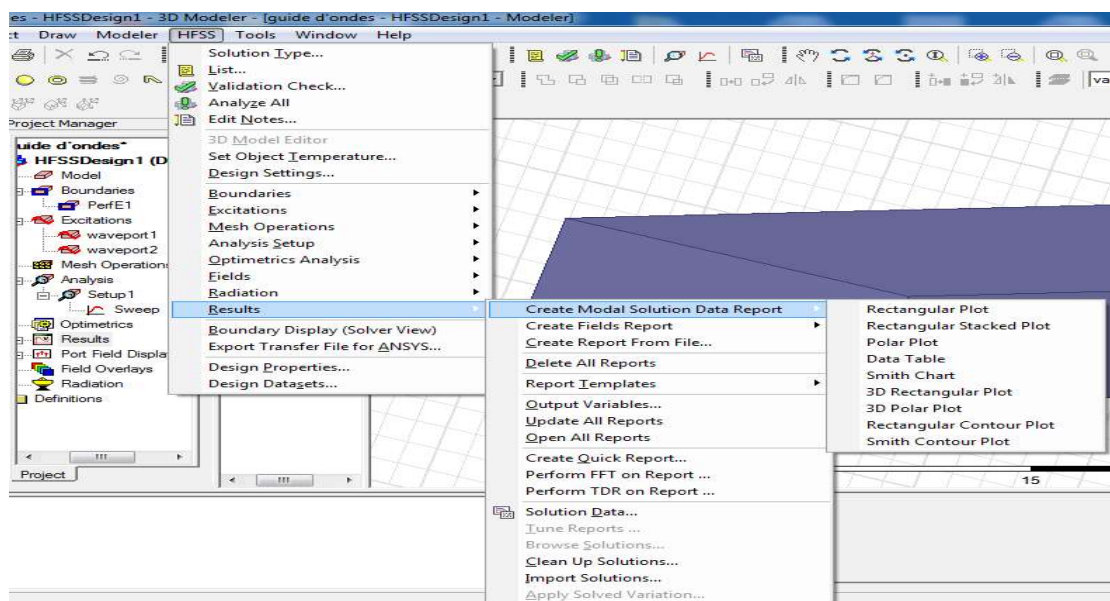 es - HFSSDesign1 - 3D Modeler - [guide d'ondes - HFSSDesign1 - Modeler]
ct Draw Modeler HFSS Tools Window Help
Solution Type...
List...
Validation Check...
Analyze All
Edit Notes...
3D Model Editor
Set Object Temperature...
Design Settings...
Boundaries
Excitations
Mesh Operations
Analysis Setup
Optimetrics Analysis
Fields
Radiation
Results
Boundary Display (Solver View)
Export Transfer File for ANSYS...
Design Properties...
Design Datasets...
va
Project Manager
uide d'ondes*
HFSSDesign1 (D
Model
Boundaries
PerfE1
Excitations
waveport1
waveport2
Mesh Operation
Analysis
Setup1
Sweep
Optimetrics
Results
Port Field Displa
Field Overlays
Radiation
Definitions
Project
Create Modal Solution Data Report
Create Fields Report
Create Report From File...
Delete All Reports
Report Templates
Output Variables...
Update All Reports
Open All Reports
Create Quick Report...
Perform FFT on Report ...
Perform TDR on Report ...
Solution Data...
Tune Reports ...
Browse Solutions...
Clean Up Solutions...
Import Solutions...
Apply Solved Variation...
Rectangular Plot
Rectangular Stacked Plot
Polar Plot
Data Table
Smith Chart
3D Rectangular Plot
3D Polar Plot
Rectangular Contour Plot
Smith Contour Plot
15